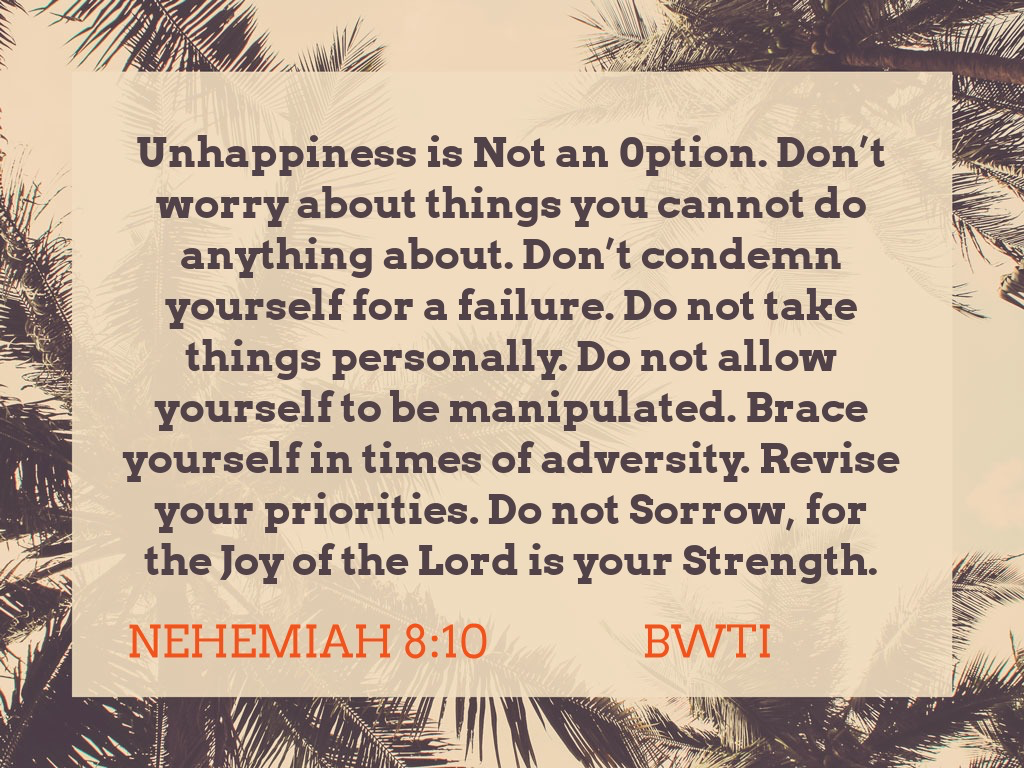 Unhappiness is Not an 0ption. Don’t
worry about things you cannot do
anything about. Don’t condemn
yourself for a failure. Do not take
things personally. Do not allow
yourself to be manipulated. Brace
yourself in times of adversity. Revise
your priorities. Do not Sorrow, for
the Joy of the Lord is your Strength.
NEHEMIAH 8:10 BWTI